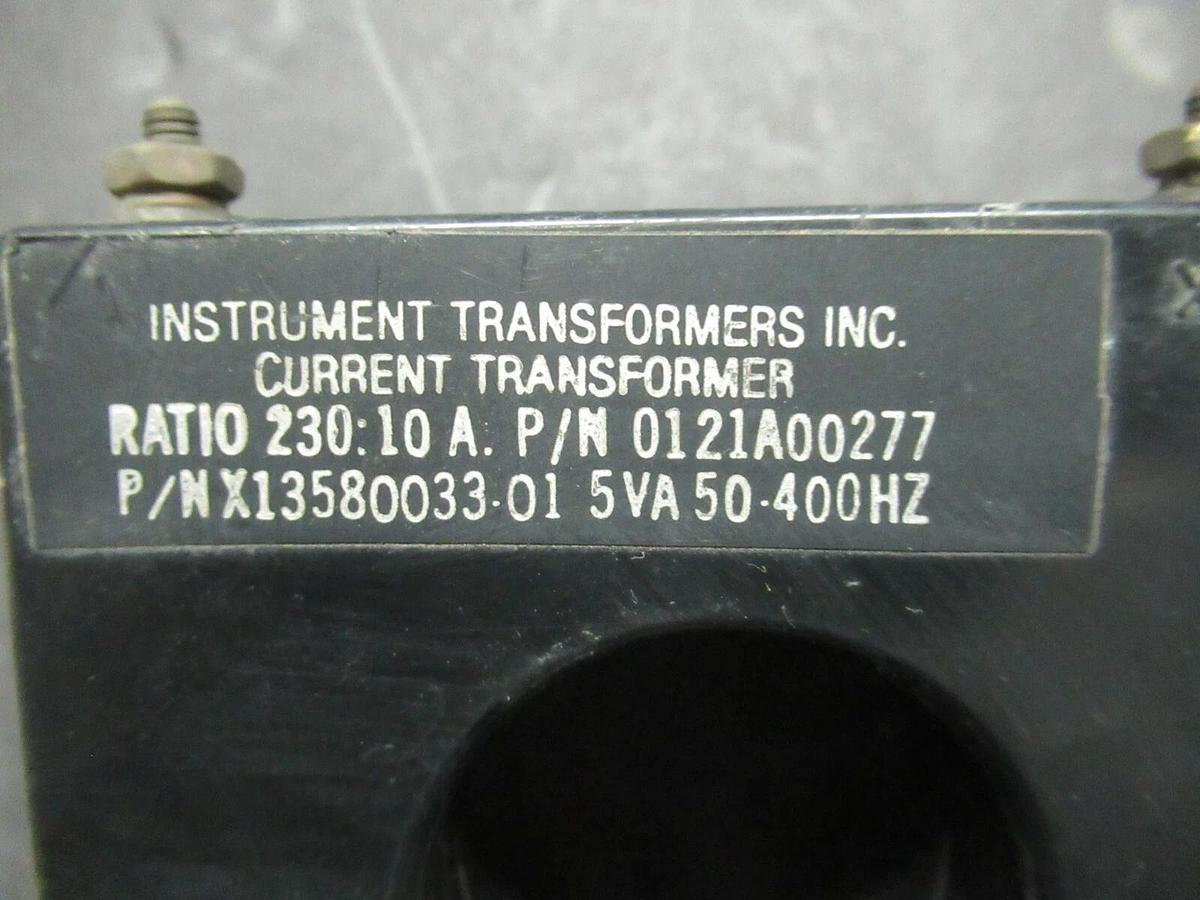 INSTRUMENT TRANSFORMERS INC.
CURRENT TRANSFORMER
RATIO 230:10 A. P/N 0121A00277
P/N X13580033-01 5VA 50-400HZ